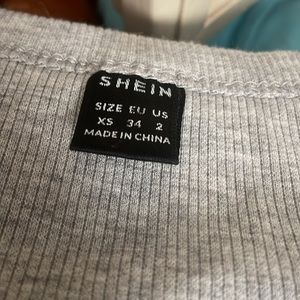 SHEIN
SIZE EU US
XS 34 2
MADE IN CHINA